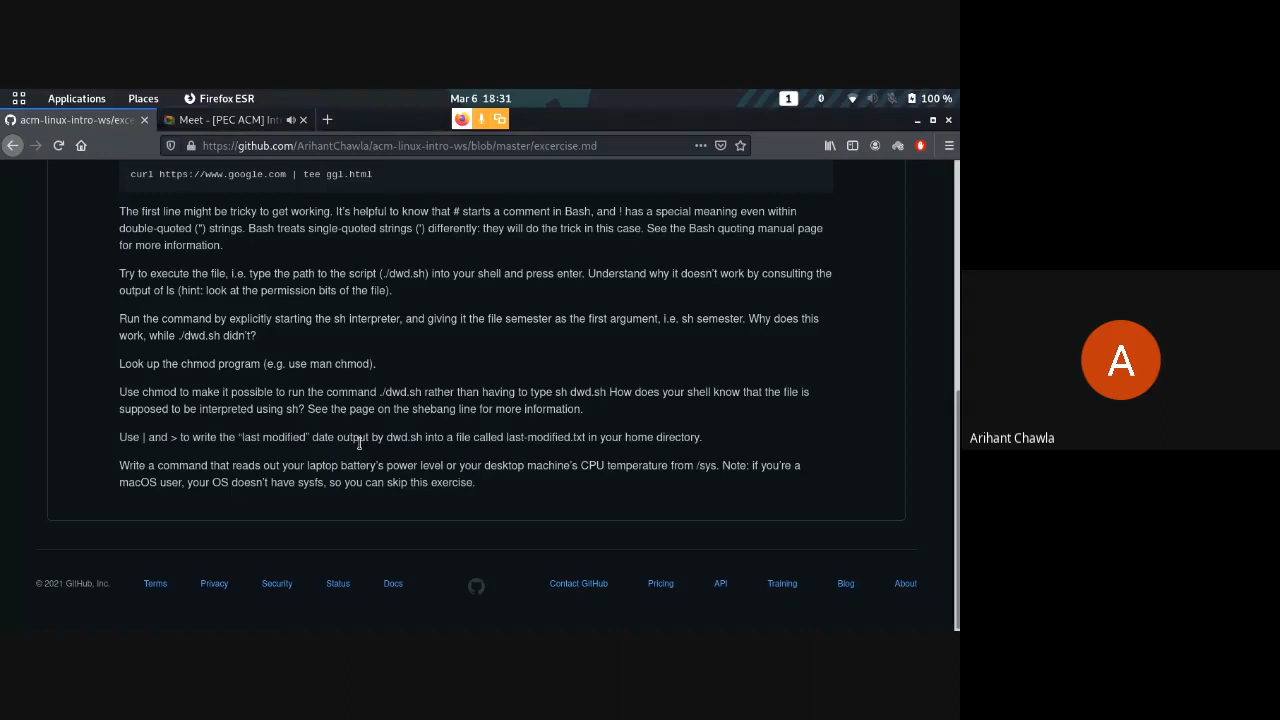 Applications Places Firefox ESR Mar 6 18:31 1 100 %
acm-linux-intro-ws/exce Meet - [PEC ACM] Int
https://github.com/ArihantChawla/acm-linux-intro-ws/blob/master/excercise.md
curl https://www.google.com | tee ggl.html
The first line might be tricky to get working. It's helpful to know that # starts a comment in Bash, and ! has a special meaning even within
double-quoted (") strings. Bash treats single-quoted strings (') differently: they will do the trick in this case. See the Bash quoting manual page
for more information.
Try to execute the file, i.e. type the path to the script (./dwd.sh) into your shell and press enter. Understand why it doesn't work by consulting the
output of ls (hint: look at the permission bits of the file).
Run the command by explicitly starting the sh interpreter, and giving it the file semester as the first argument, i.e. sh semester. Why does this
work, while ./dwd.sh didn't?
Look up the chmod program (e.g. use man chmod).
Use chmod to make it possible to run the command ./dwd.sh rather than having to type sh dwd.sh How does your shell know that the file is
supposed to be interpreted using sh? See the page on the shebang line for more information.
Use | and > to write the “last modified” date output by dwd.sh into a file called last-modified.txt in your home directory.
Write a command that reads out your laptop battery's power level or your desktop machine's CPU temperature from /sys. Note: if you're a
macOS user, your OS doesn't have sysfs, so you can skip this exercise.
© 2021 GitHub, Inc. Terms Privacy Security Status Docs Contact GitHub Pricing API Training Blog About
A
Arihant Chawla